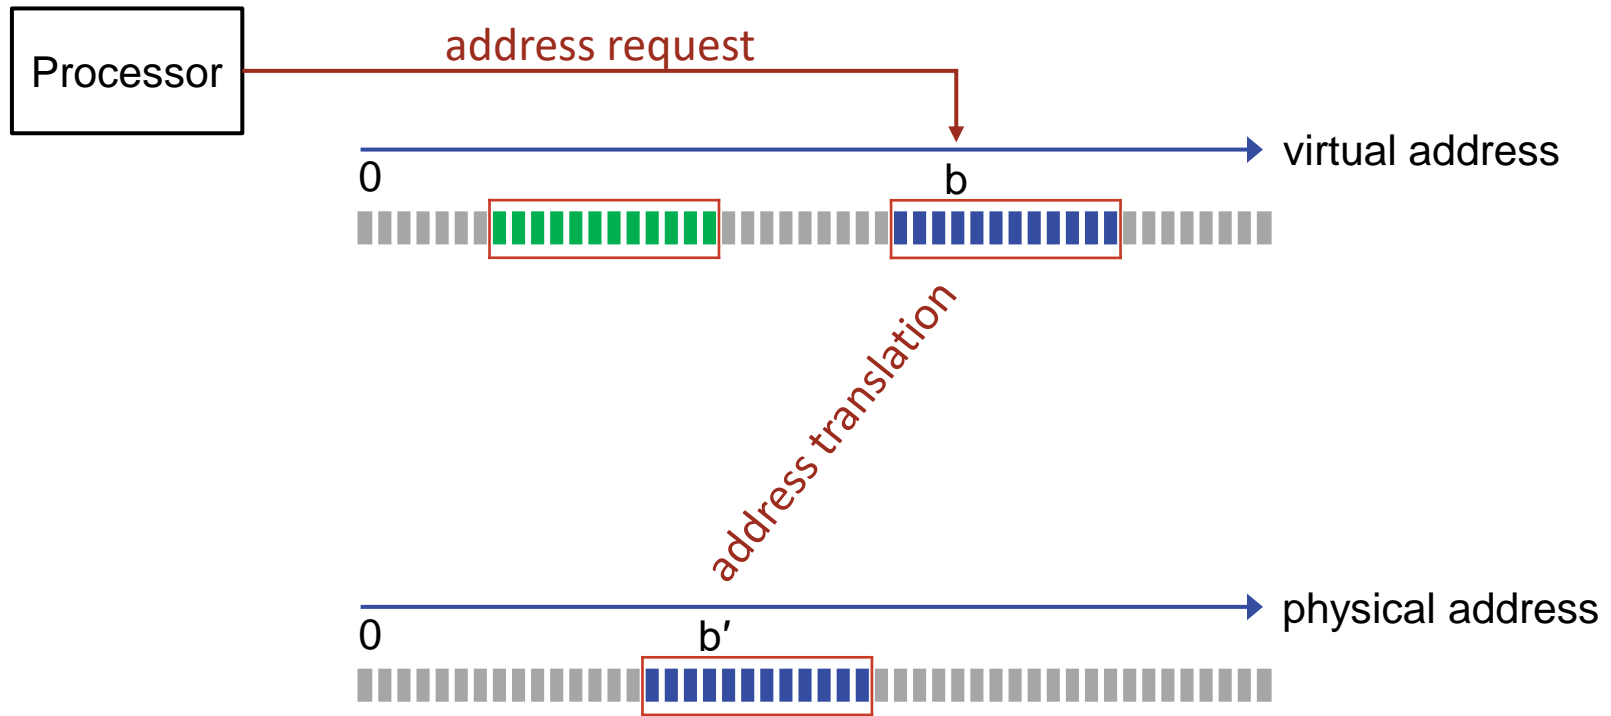 address request
Processor
virtual address
0
b
address translation
physical address
0
b′